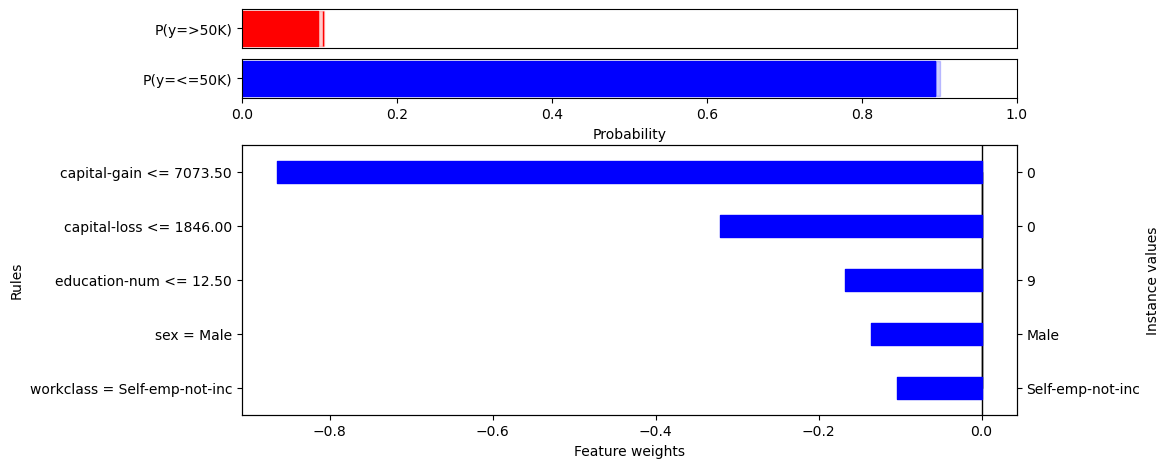 P(y=>50K)
P(y=<=50K)
0.0 0.2 0.4 0.6 0.8 1.0
Probability
Rules
capital-gain <= 7073.50 0
capital-loss <= 1846.00 0
education-num <= 12.50 9
sex = Male Male
workclass = Self-emp-not-inc Self-emp-not-inc
Instance values
−0.8 −0.6 −0.4 −0.2 0.0
Feature weights